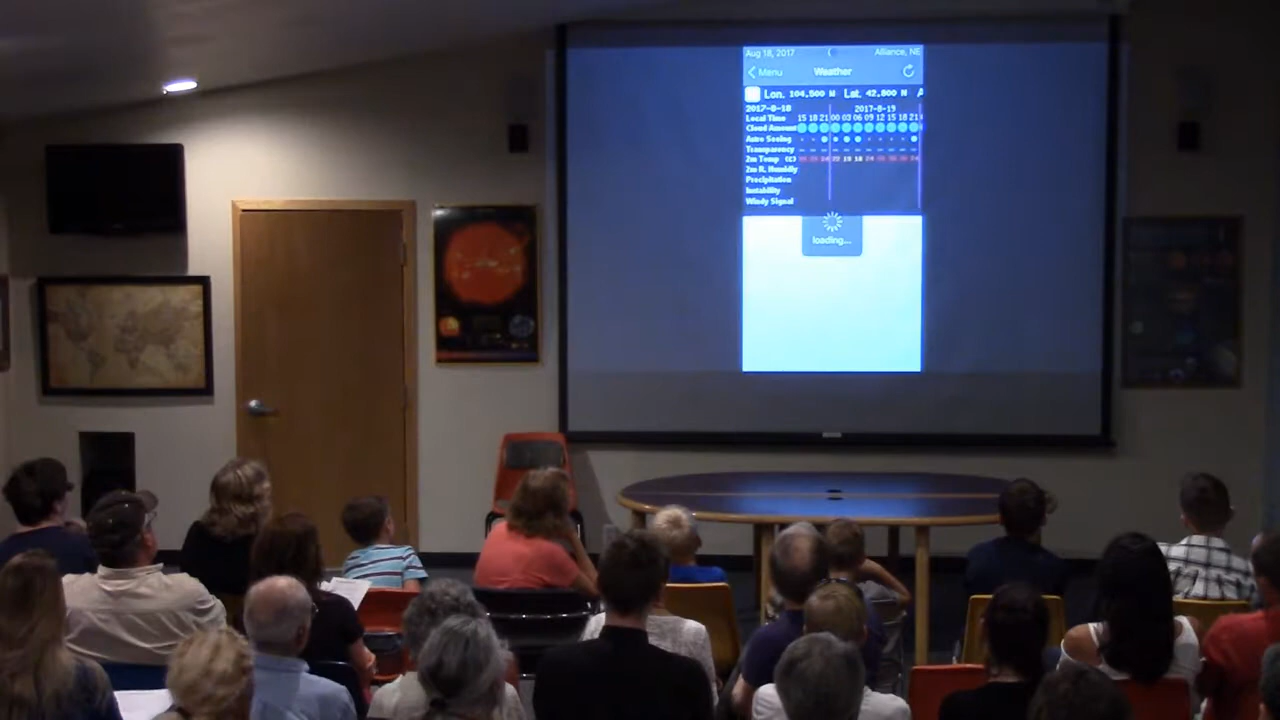 Aug 18, 2017 Alliance, NE
Menu Weather
Lon. 104,500 W Lat. 42,800 N A
2017-8-18 2017-8-19
Local Time 15 18 21 00 03 06 09 12 15 18 21
Cloud Amount
Astro Seeing
Transparency
2m Temp (C)
2m R. Humidity
Precipitation
Instability
Windy Signal
loading...